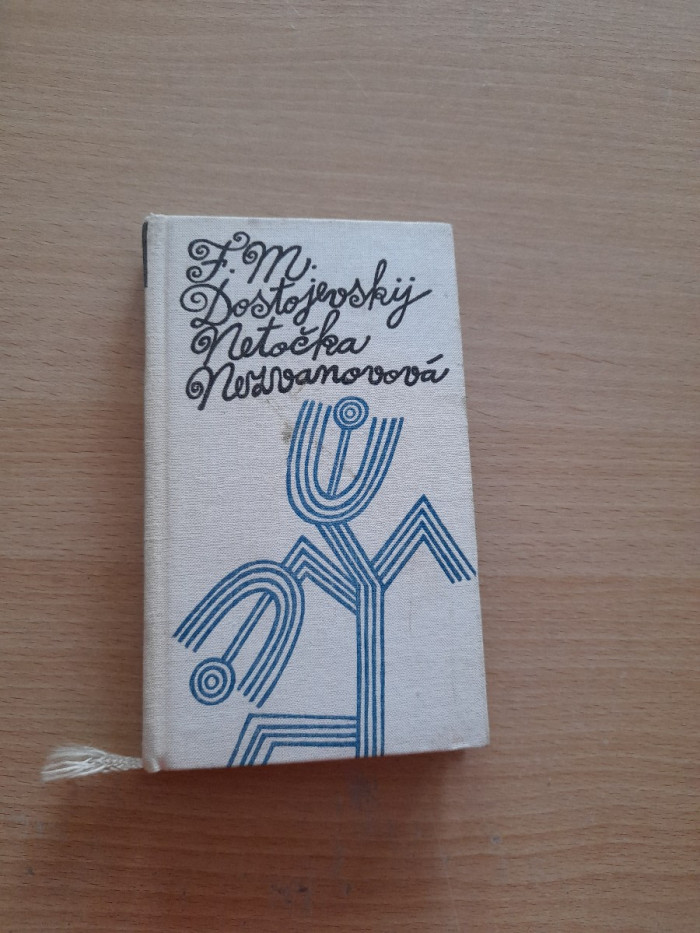 F. M.
Dostojevskij
Netočka
Nezvanovová